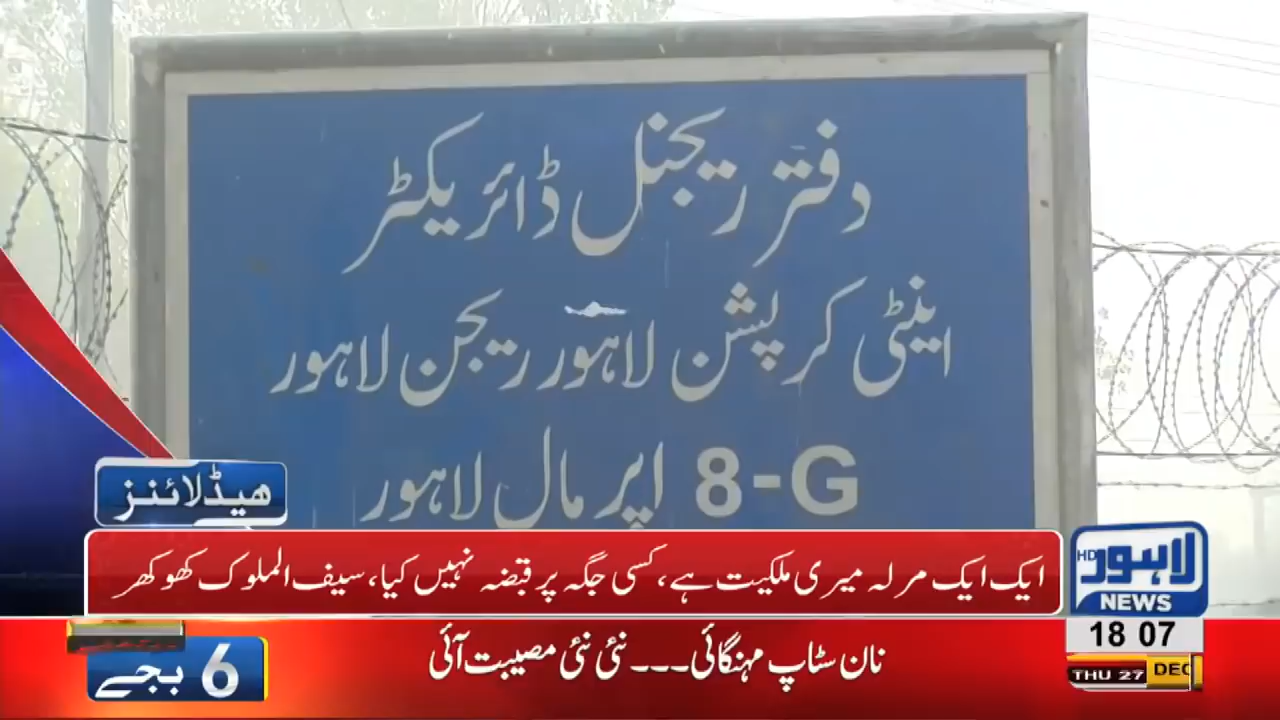 دفتر ریجنل ڈائریکٹر
اینٹی کرپشن لاہور ریجن لاہور
8-G اپر مال لاہور
ہیڈلائنز
ایک ایک مرلہ میری ملکیت ہے، کسی جگہ پر قبضہ نہیں کیا، سیف الملوک کھوکھر
لاہور HD
NEWS
18 07
THU 27 DEC
6 بجے
نان سٹاپ مہنگائی۔۔۔ نئی نئی مصیبت آئی